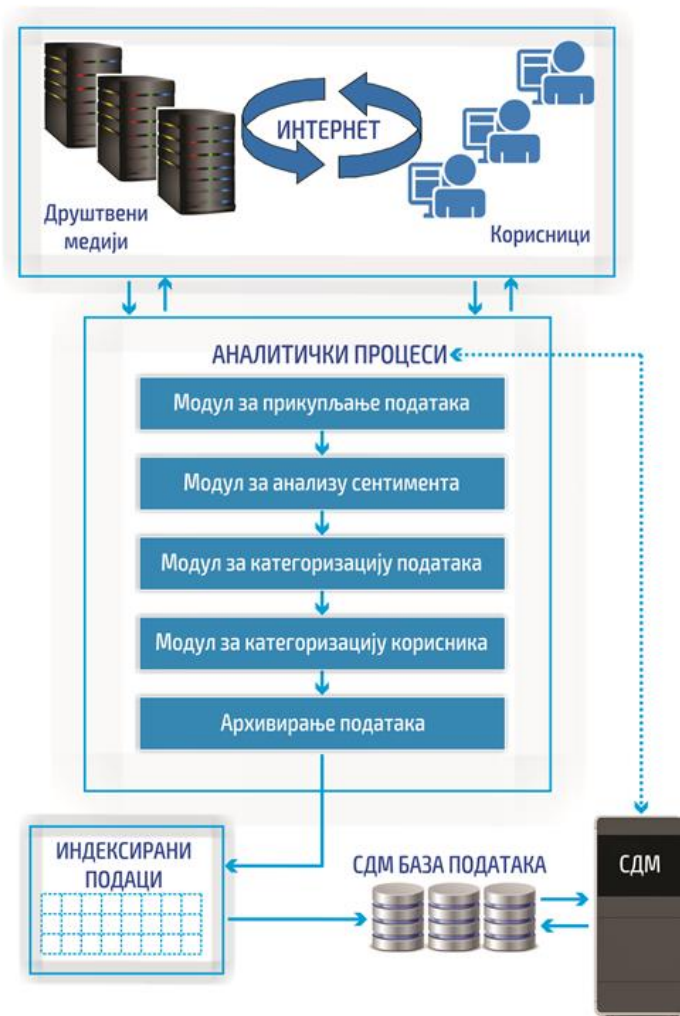 ИНТЕРНЕТ
Друштвени
медији
Корисници
АНАЛИТИЧКИ ПРОЦЕСИ
Модул за прикупљање података
Модул за анализу сентимента
Модул за категоризацију података
Модул за категоризацију корисника
Архивирање података
ИНДЕКСИРАНИ
ПОДАЦИ
СДМ БАЗА ПОДАТАКА
СДМ